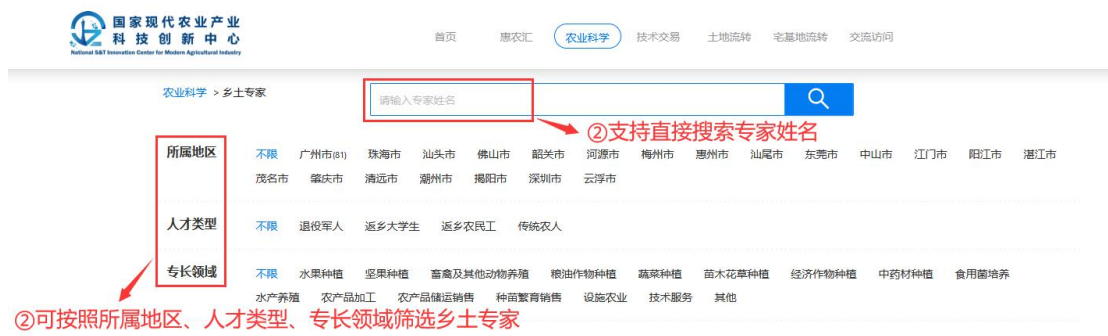 国家现代农业产业
科技创新中心
National S&T Innovation Center for Modern Agricultural Industry
首页 惠农汇 农业科学 技术交易 土地流转 宅基地流转 交流访问
农业科学 > 乡土专家
请输入专家姓名
②支持直接搜索专家姓名
所属地区 不限 广州市(81) 珠海市 汕头市 佛山市 韶关市 河源市 梅州市 惠州市 汕尾市 东莞市 中山市 江门市 阳江市 湛江市
茂名市 肇庆市 清远市 潮州市 揭阳市 深圳市 云浮市
人才类型 不限 退役军人 返乡大学生 返乡农民工 传统农人
专长领域 不限 水果种植 坚果种植 畜禽及其他动物养殖 粮油作物种植 蔬菜种植 苗木花草种植 经济作物种植 中药材种植 食用菌培养
水产养殖 农产品加工 农产品储运销售 种苗繁育销售 设施农业 技术服务 其他
②可按照所属地区、人才类型、专长领域筛选乡土专家